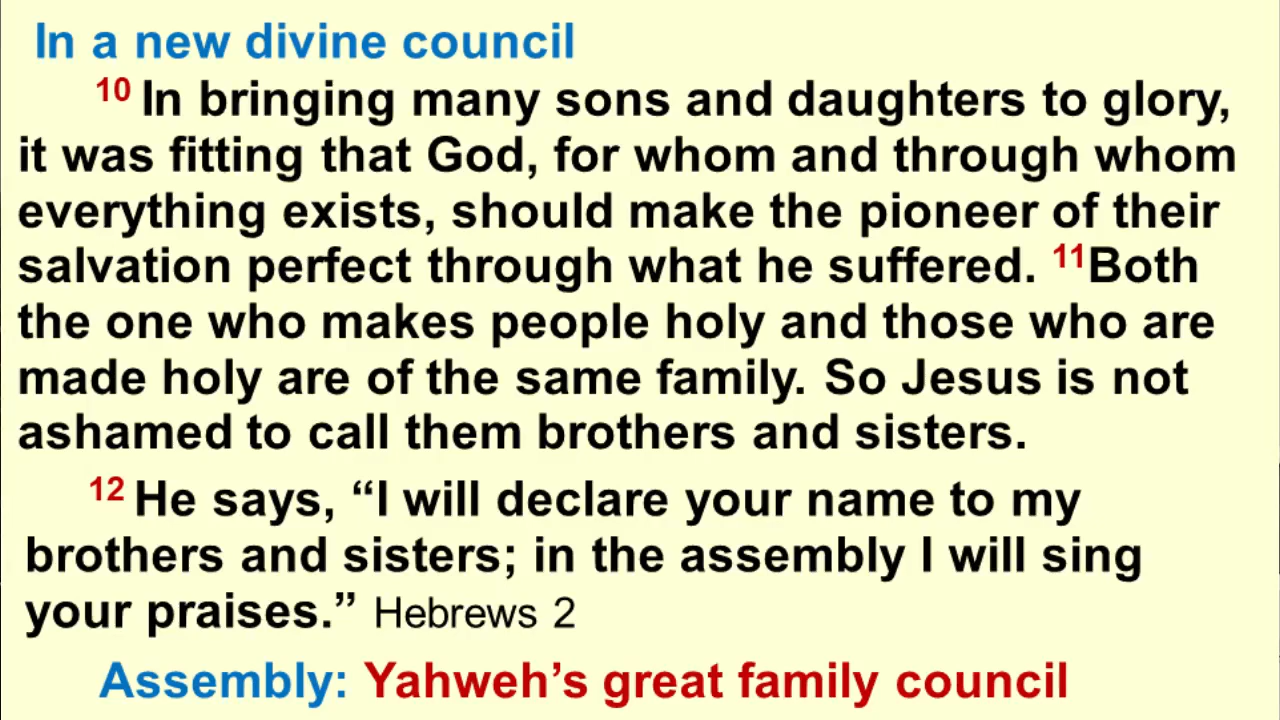 In a new divine council
10 In bringing many sons and daughters to glory,
it was fitting that God, for whom and through whom
everything exists, should make the pioneer of their
salvation perfect through what he suffered. 11Both
the one who makes people holy and those who are
made holy are of the same family. So Jesus is not
ashamed to call them brothers and sisters.
12 He says, “I will declare your name to my
brothers and sisters; in the assembly I will sing
your praises.” Hebrews 2
Assembly: Yahweh’s great family council